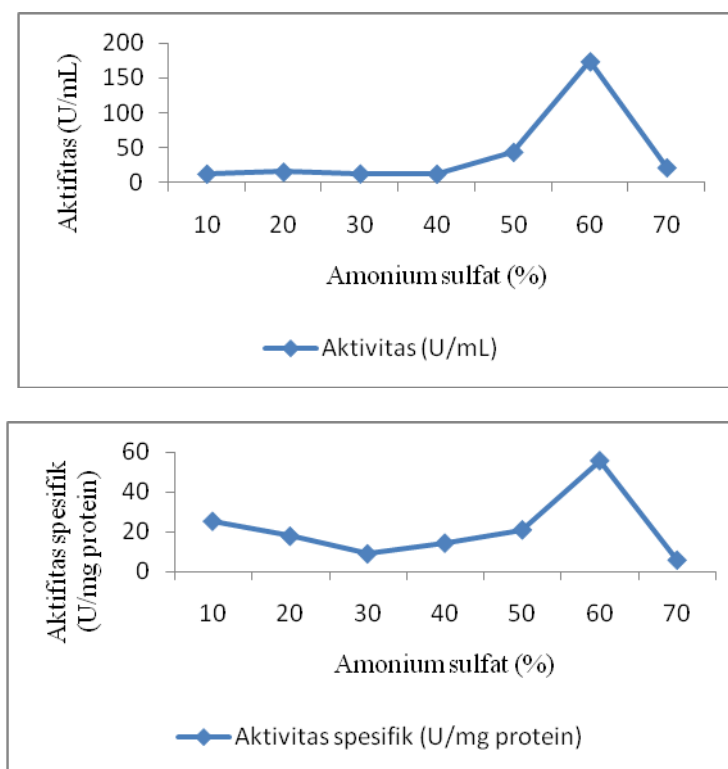 Aktifitas (U/mL)
200
150
100
50
0
10 20 30 40 50 60 70
Amonium sulfat (%)
Aktivitas (U/mL)
Aktifitas spesifik
(U/mg protein)
60
40
20
0
10 20 30 40 50 60 70
Amonium sulfat (%)
Aktivitas spesifik (U/mg protein)